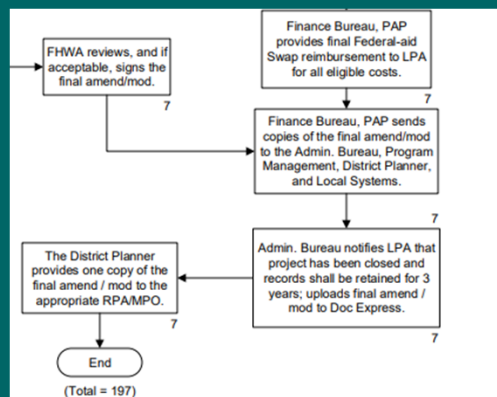 Finance Bureau, PAP
provides final Federal-aid
Swap reimbursement to LPA
for all eligible costs.
7
FHWA reviews, and if
acceptable, signs the
final amend/mod.
7
Finance Bureau, PAP sends
copies of the final amend/mod
to the Admin. Bureau, Program
Management, District Planner,
and Local Systems.
7
Admin. Bureau notifies LPA that
project has been closed and
records shall be retained for 3
years; uploads final amend /
mod to Doc Express.
7
The District Planner
provides one copy of the
final amend / mod to the
appropriate RPA/MPO.
7
End
(Total = 197)